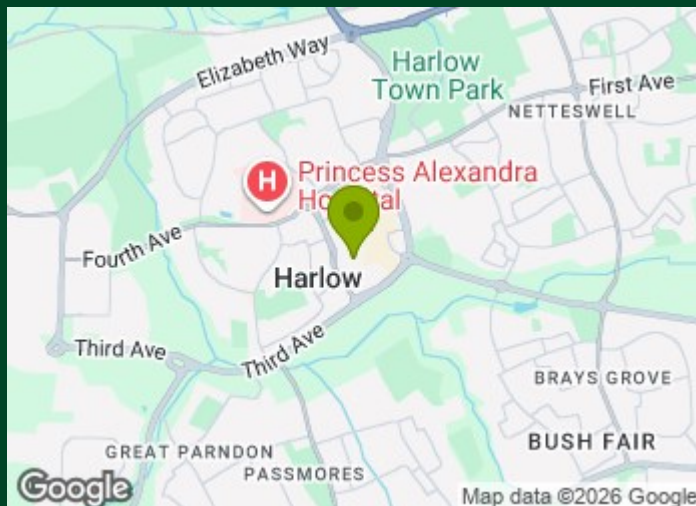 Elizabeth Way
Harlow
Town Park
First Ave
NETTESWELL
H
Princess Alexandra
Hospital
Fourth Ave
Harlow
Third Ave
Third Ave
BRAYS GROVE
GREAT PARNDON
BUSH FAIR
PASSMORES
Google
Map data ©2026 Google